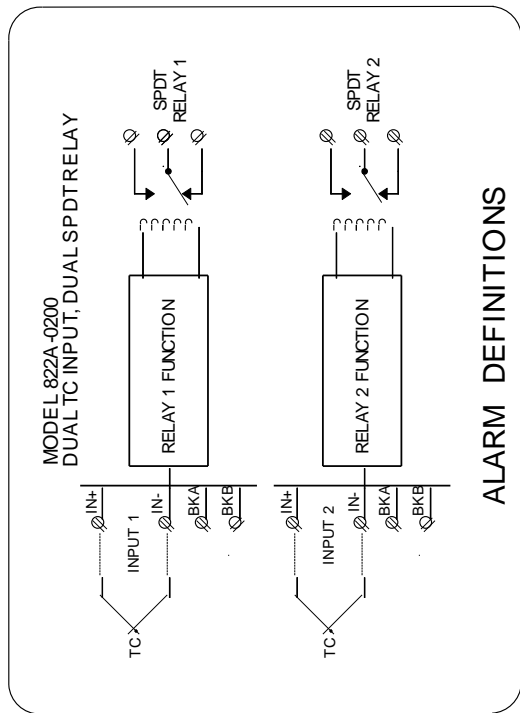 MODEL 822A-0200
DUAL TC INPUT, DUAL SPDT RELAY
TC
INPUT 1
IN+
IN-
BKA
BKB
RELAY 1 FUNCTION
SPDT
RELAY 1
TC
INPUT 2
IN+
IN-
BKA
BKB
RELAY 2 FUNCTION
SPDT
RELAY 2
ALARM DEFINITIONS